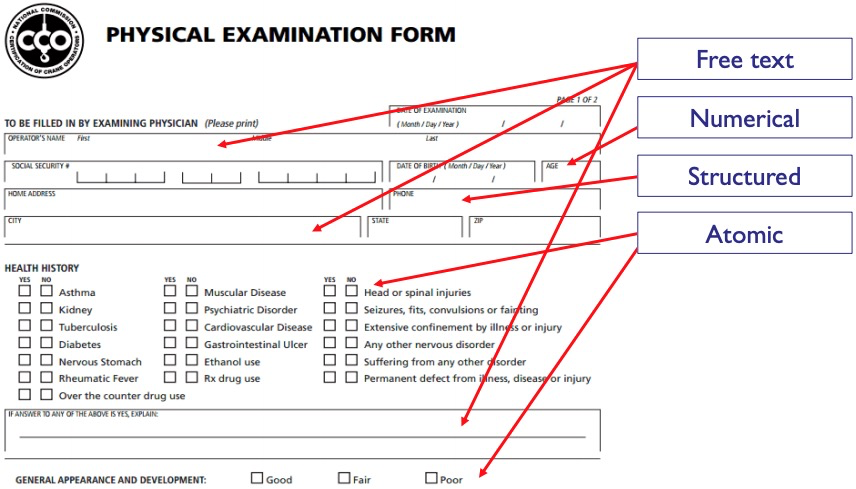 NATIONAL COMMISSION
CCO
CERTIFICATION OF CRANE OPERATORS
PHYSICAL EXAMINATION FORM
Free text
PAGE 1 OF 2
DATE OF EXAMINATION
Numerical
TO BE FILLED IN BY EXAMINING PHYSICIAN (Please print)
( Month / Day / Year ) / /
OPERATOR'S NAME First Middle Last
SOCIAL SECURITY # DATE OF BIRTH ( Month / Day / Year ) AGE
/ /
Structured
HOME ADDRESS PHONE
CITY STATE ZIP
Atomic
HEALTH HISTORY
YES NO YES NO YES NO
Asthma Muscular Disease Head or spinal injuries
Kidney Psychiatric Disorder Seizures, fits, convulsions or fainting
Tuberculosis Cardiovascular Disease Extensive confinement by illness or injury
Diabetes Gastrointestinal Ulcer Any other nervous disorder
Nervous Stomach Ethanol use Suffering from any other disorder
Rheumatic Fever Rx drug use Permanent defect from illness, disease or injury
Over the counter drug use
IF ANSWER TO ANY OF THE ABOVE IS YES, EXPLAIN:
GENERAL APPEARANCE AND DEVELOPMENT: Good Fair Poor